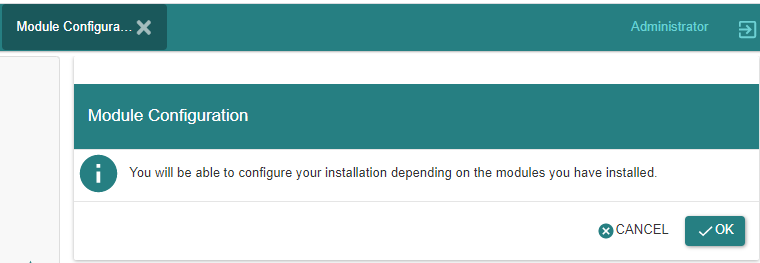 Module Configura...
Administrator
Module Configuration
You will be able to configure your installation depending on the modules you have installed.
CANCEL
OK